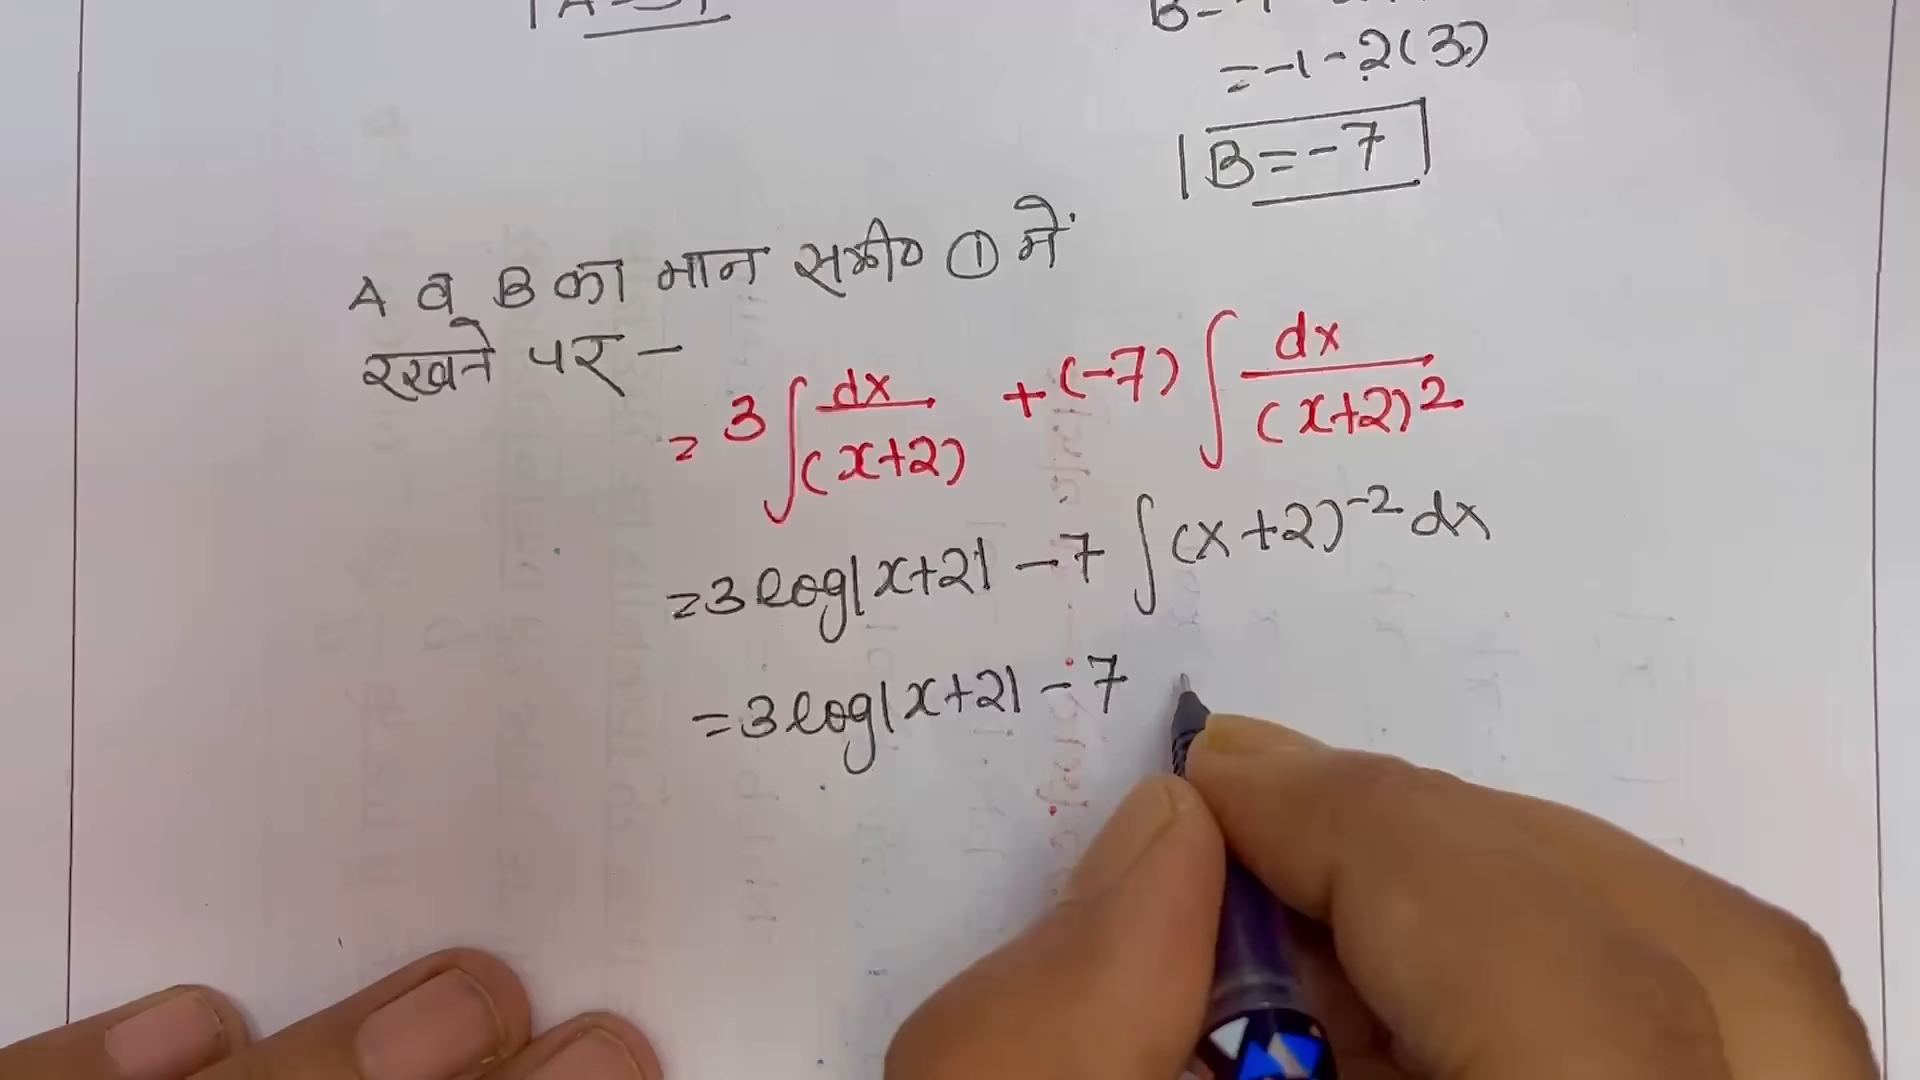 = -1 - 2(3)
B = -7
A व B का मान समी० ① में
रखने पर -
= 3 ∫ dx/(x+2) + (-7) ∫ dx/(x+2)²
= 3 log|x+2| - 7 ∫ (x+2)⁻² dx
= 3 log|x+2| - 7